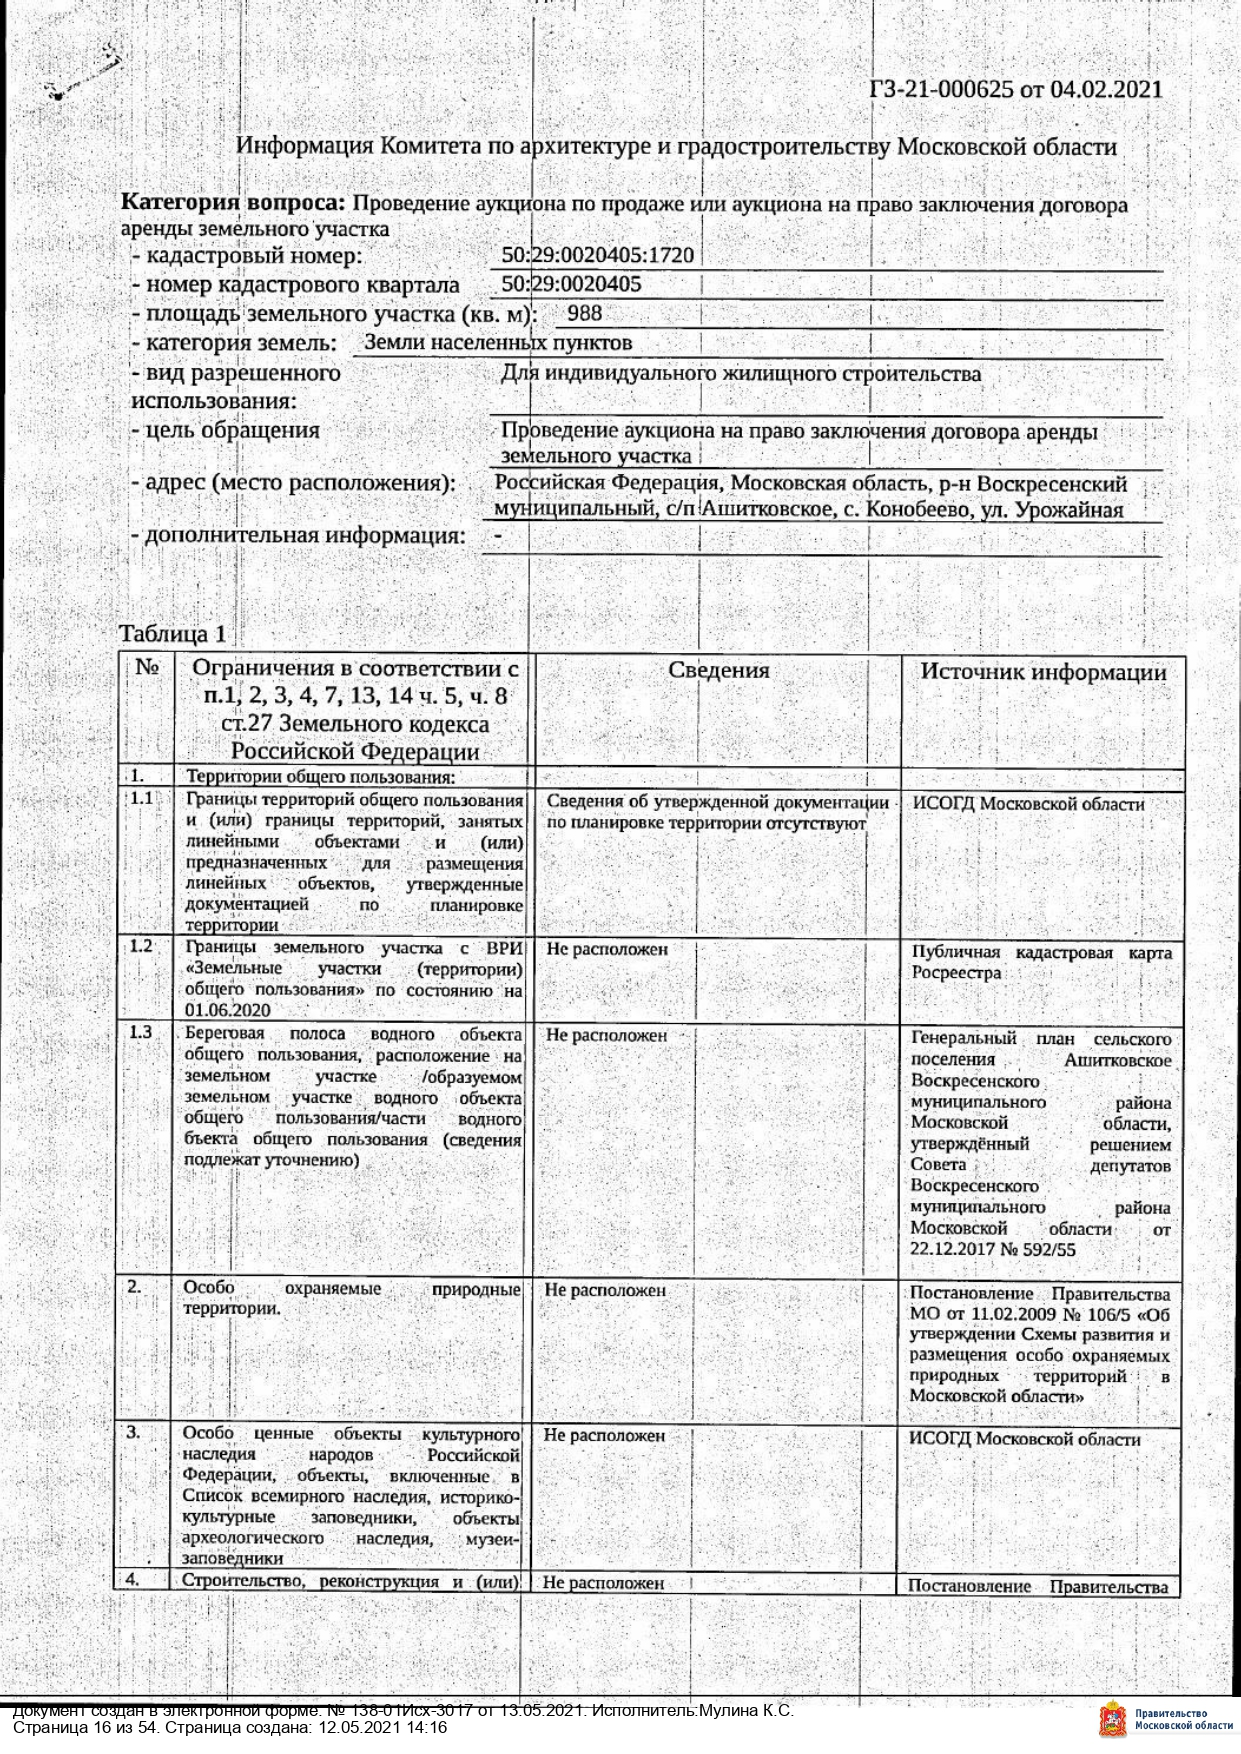 ГЗ-21-000625 от 04.02.2021
Информация Комитета по архитектуре и градостроительству Московской области
Категория вопроса: Проведение аукциона по продаже или аукциона на право заключения договора
аренды земельного участка
- кадастровый номер: 50:29:0020405:1720
- номер кадастрового квартала 50:29:0020405
- площадь земельного участка (кв. м): 988
- категория земель: Земли населенных пунктов
- вид разрешенного Для индивидуального жилищного строительства
использования:
- цель обращения Проведение аукциона на право заключения договора аренды
земельного участка
- адрес (место расположения): Российская Федерация, Московская область, р-н Воскресенский
муниципальный, с/п Ашитковское, с. Конобеево, ул. Урожайная
- дополнительная информация: -
Таблица 1
№
Ограничения в соответствии с
п.1, 2, 3, 4, 7, 13, 14 ч. 5, ч. 8
ст.27 Земельного кодекса
Российской Федерации
Сведения
Источник информации
1.
Территории общего пользования:
1.1
Границы территорий общего пользования
и (или) границы территорий, занятых
линейными объектами и (или)
предназначенных для размещения
линейных объектов, утвержденные
документацией по планировке
территории
Сведения об утвержденной документации
по планировке территории отсутствуют
ИСОГД Московской области
1.2
Границы земельного участка с ВРИ
«Земельные участки (территории)
общего пользования» по состоянию на
01.06.2020
Не расположен
Публичная кадастровая карта
Росреестра
1.3
Береговая полоса водного объекта
общего пользования, расположение на
земельном участке /образуемом
земельном участке водного объекта
общего пользования/части водного
бъекта общего пользования (сведения
подлежат уточнению)
Не расположен
Генеральный план сельского
поселения Ашитковское
Воскресенского
муниципального района
Московской области,
утверждённый решением
Совета депутатов
Воскресенского
муниципального района
Московской области от
22.12.2017 № 592/55
2.
Особо охраняемые природные
территории.
Не расположен
Постановление Правительства
МО от 11.02.2009 № 106/5 «Об
утверждении Схемы развития и
размещения особо охраняемых
природных территорий в
Московской области»
3.
Особо ценные объекты культурного
наследия народов Российской
Федерации, объекты, включенные в
Список всемирного наследия, историко-
культурные заповедники, объекты
археологического наследия, музеи-
заповедники
Не расположен
ИСОГД Московской области
4.
Строительство, реконструкция и (или)
Не расположен
Постановление Правительства
Документ создан в электронной форме. № 138-01Исх-3017 от 13.05.2021. Исполнитель:Мулина К.С.
Страница 16 из 54. Страница создана: 12.05.2021 14:16
Правительство
Московской области